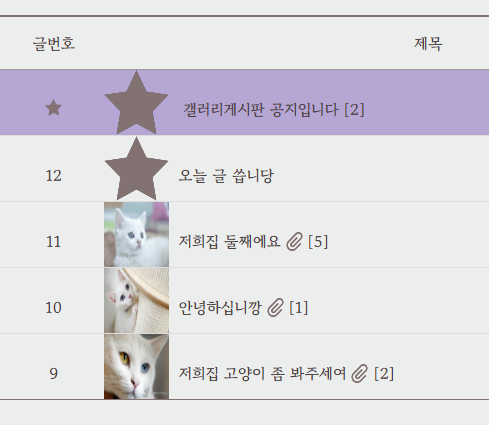 글번호 제목
갤러리게시판 공지입니다 [2]
12 오늘 글 씁니당
11 저희집 둘째에요 [5]
10 안녕하십니깡 [1]
9 저희집 고양이 좀 봐주세여 [2]